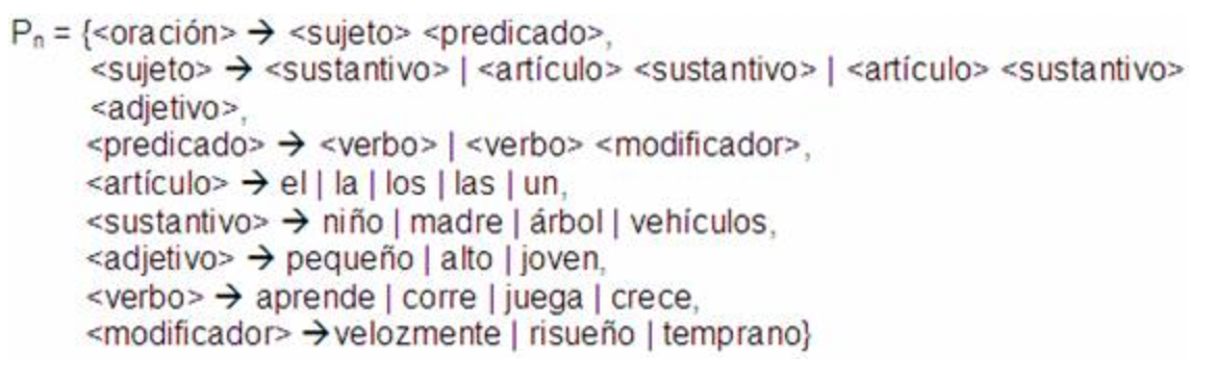 Pn = {<oración> → <sujeto> <predicado>,
<sujeto> → <sustantivo> | <artículo> <sustantivo> | <artículo> <sustantivo>
<adjetivo>,
<predicado> → <verbo> | <verbo> <modificador>,
<artículo> → el | la | los | las | un,
<sustantivo> → niño | madre | árbol | vehículos,
<adjetivo> → pequeño | alto | joven,
<verbo> → aprende | corre | juega | crece,
<modificador> →velozmente | risueño | temprano}